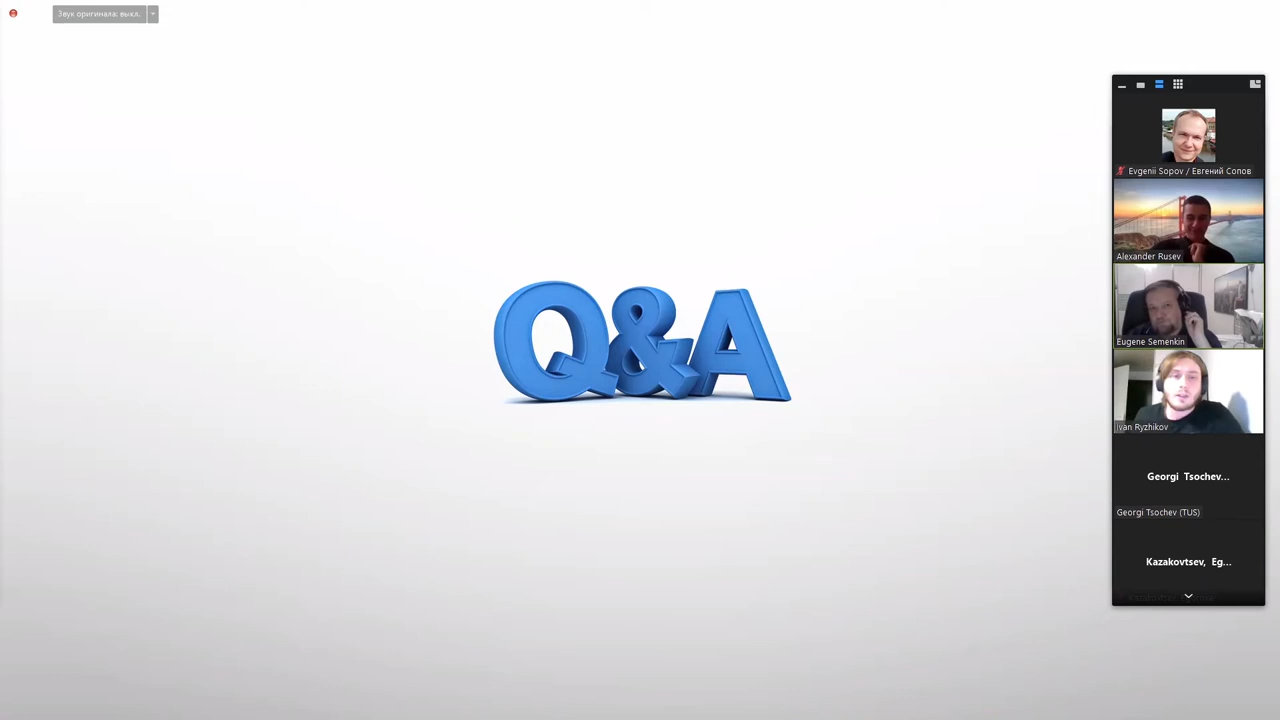 Звук оригинала: выкл.
Q&A
Evgenii Sopov / Евгений Сопов
Alexander Rusev
Eugene Semenkin
Ivan Ryzhikov
Georgi Tsochev...
Georgi Tsochev (TUS)
Kazakovtsev, Eg...